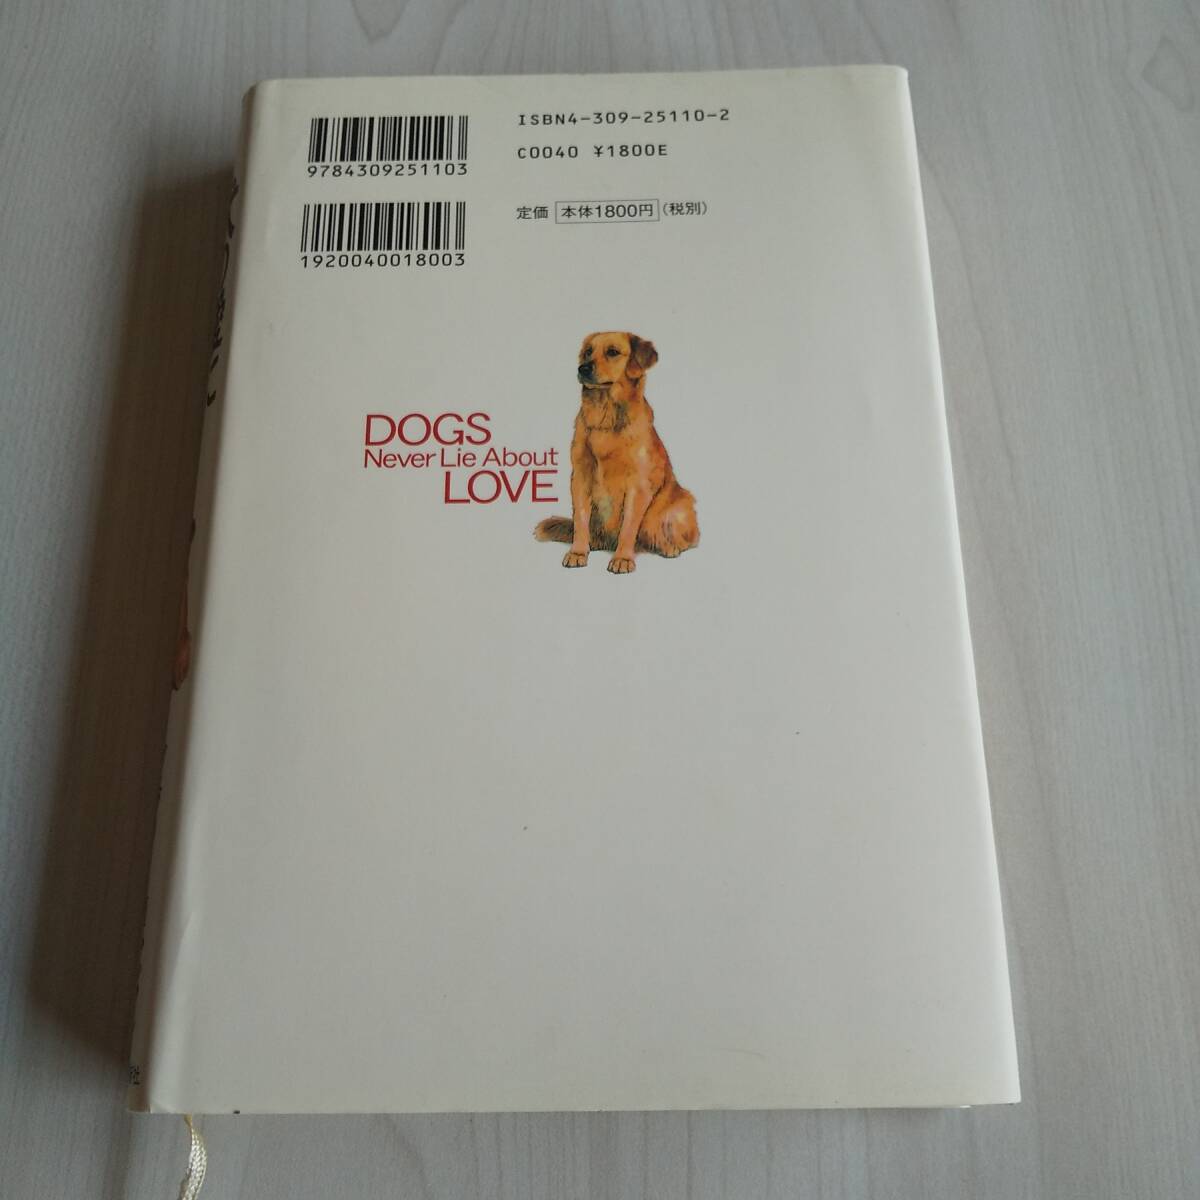 ISBN4-309-25110-2
C0040 ¥1800E
9784309251103
定価 本体1800円(税別)
1920040018003
DOGS
Never Lie About
LOVE